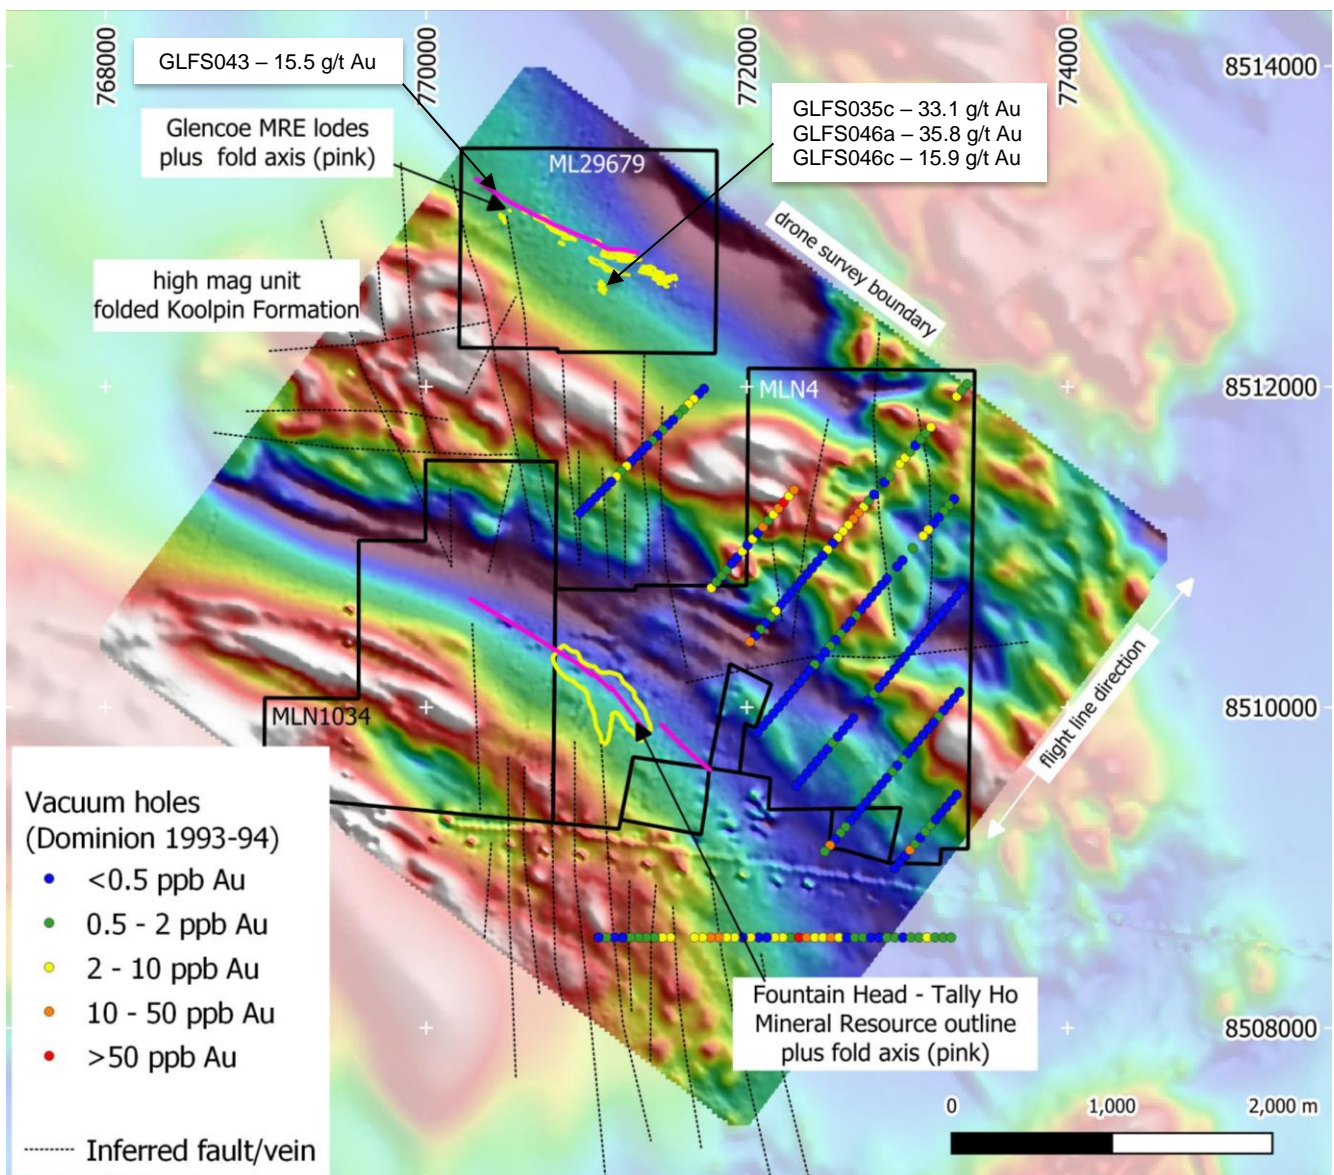 768000
770000
772000
774000
8514000
GLFS043 – 15.5 g/t Au
GLFS035c – 33.1 g/t Au
GLFS046a – 35.8 g/t Au
GLFS046c – 15.9 g/t Au
Glencoe MRE lodes
plus fold axis (pink)
ML29679
drone survey boundary
high mag unit
folded Koolpin Formation
MLN4
8512000
MLN1034
8510000
flight line direction
Vacuum holes
(Dominion 1993-94)
<0.5 ppb Au
0.5 - 2 ppb Au
2 - 10 ppb Au
10 - 50 ppb Au
>50 ppb Au
Inferred fault/vein
Fountain Head - Tally Ho
Mineral Resource outline
plus fold axis (pink)
8508000
0
1,000
2,000 m